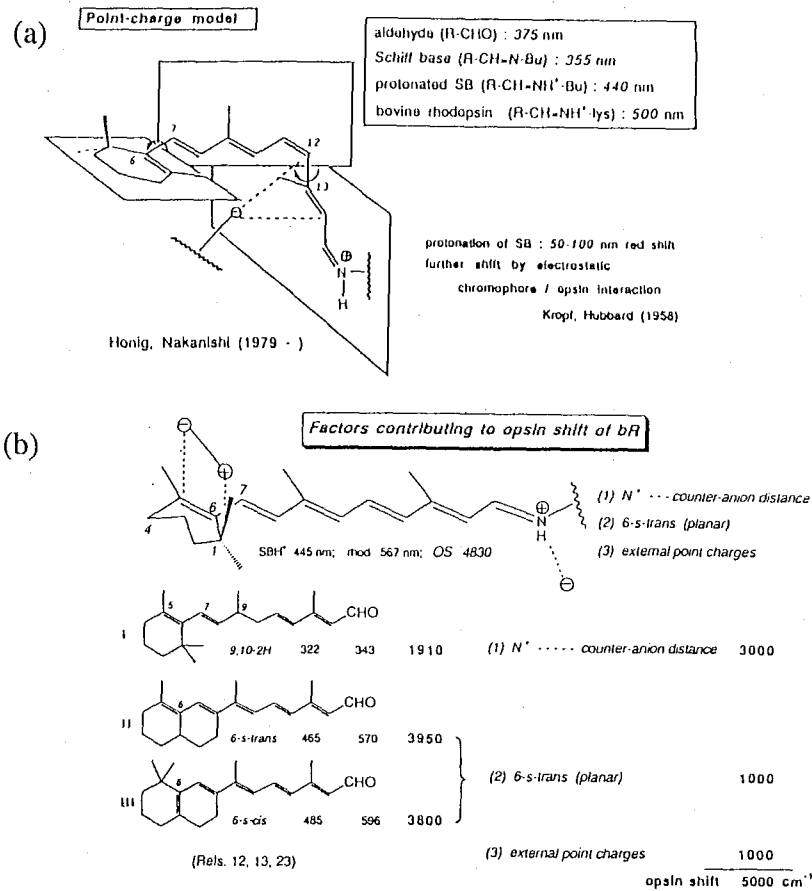 (a)
Point-charge model
aldehyde (R-CHO) : 375 nm
Schiff base (R-CH=N-Bu) : 355 nm
protonated SB (R-CH=NH⁺-Bu) : 440 nm
bovine rhodopsin (R-CH=NH⁺-lys) : 500 nm
7
12
6
13
⊖
⊕
N
H
protonation of SB : 50-100 nm red shift
further shift by electrostatic
chromophore / opsin interaction
Kropf, Hubbard (1958)
Honig, Nakanishi (1979 - )
(b)
Factors contributing to opsin shift of bR
⊖
⊕
7
6
4
1
⊕
N
H
⊖
(1) N⁺ ··· counter-anion distance
(2) 6-s-trans (planar)
(3) external point charges
SBH⁺ 445 nm; mod 567 nm; OS 4830
5 7 9 CHO
I 9,10-2H 322 343 1910 (1) N⁺ ····· counter-anion distance 3000
6 CHO
II 6-s-trans 465 570 3950
(2) 6-s-trans (planar) 1000
6 CHO
III 6-s-cis 485 596 3800
(Refs. 12, 13, 23)
(3) external point charges 1000
opsin shift 5000 cm⁻¹